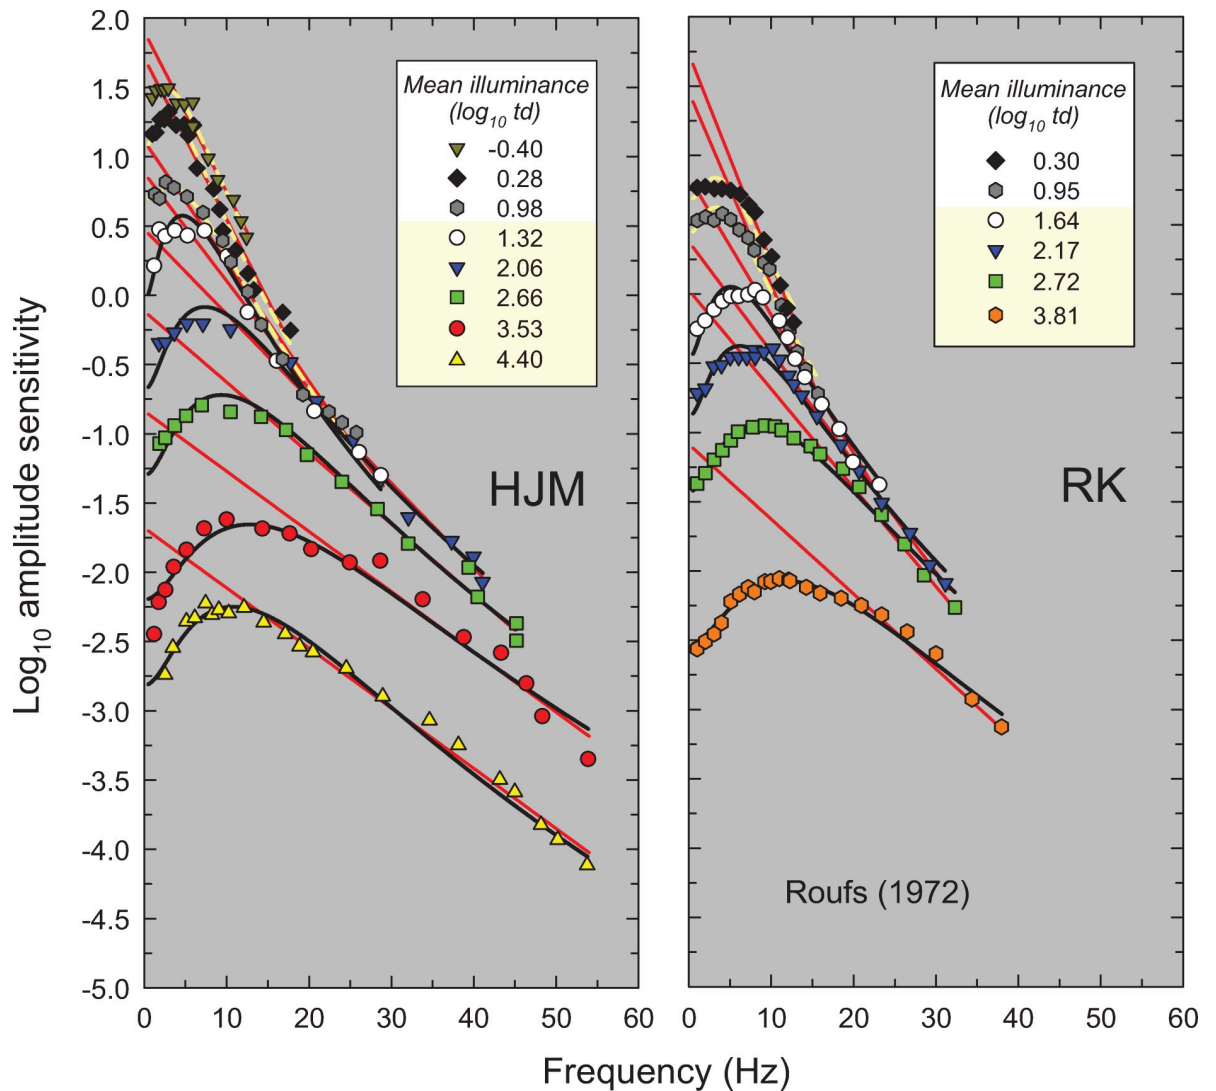 Log10 amplitude sensitivity
2.0
1.5
1.0
0.5
0.0
-0.5
-1.0
-1.5
-2.0
-2.5
-3.0
-3.5
-4.0
-4.5
-5.0
Mean illuminance
(log10 td)
-0.40
0.28
0.98
1.32
2.06
2.66
3.53
4.40
HJM
0 10 20 30 40 50 60
Mean illuminance
(log10 td)
0.30
0.95
1.64
2.17
2.72
3.81
RK
Roufs (1972)
0 10 20 30 40 50 60
Frequency (Hz)